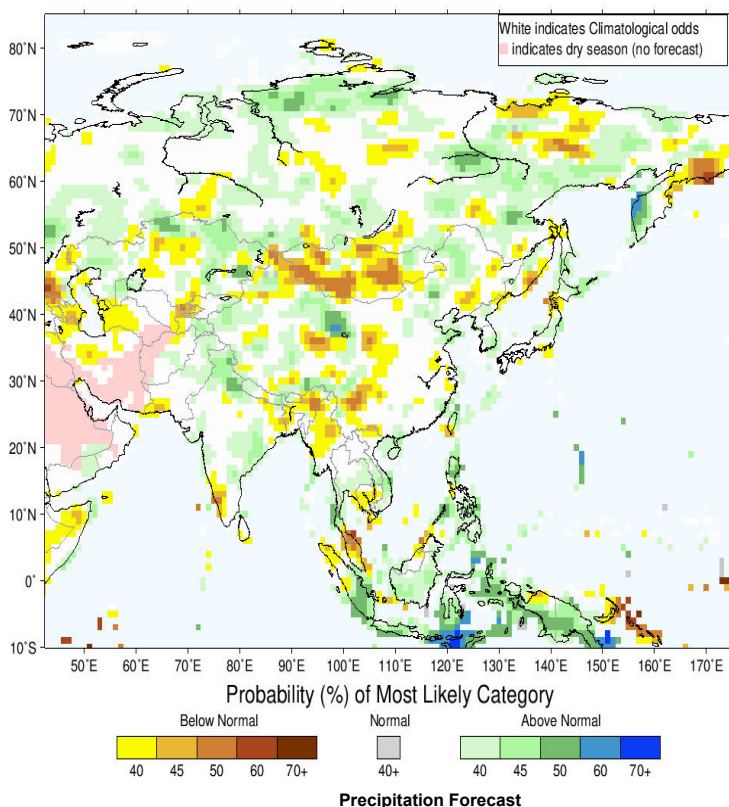 White indicates Climatological odds
indicates dry season (no forecast)
80°N
70°N
60°N
50°N
40°N
30°N
20°N
10°N
0°
10°S
50°E 60°E 70°E 80°E 90°E 100°E 110°E 120°E 130°E 140°E 150°E 160°E 170°E
Probability (%) of Most Likely Category
Below Normal Normal Above Normal
40 45 50 60 70+ 40+ 40 45 50 60 70+
Precipitation Forecast